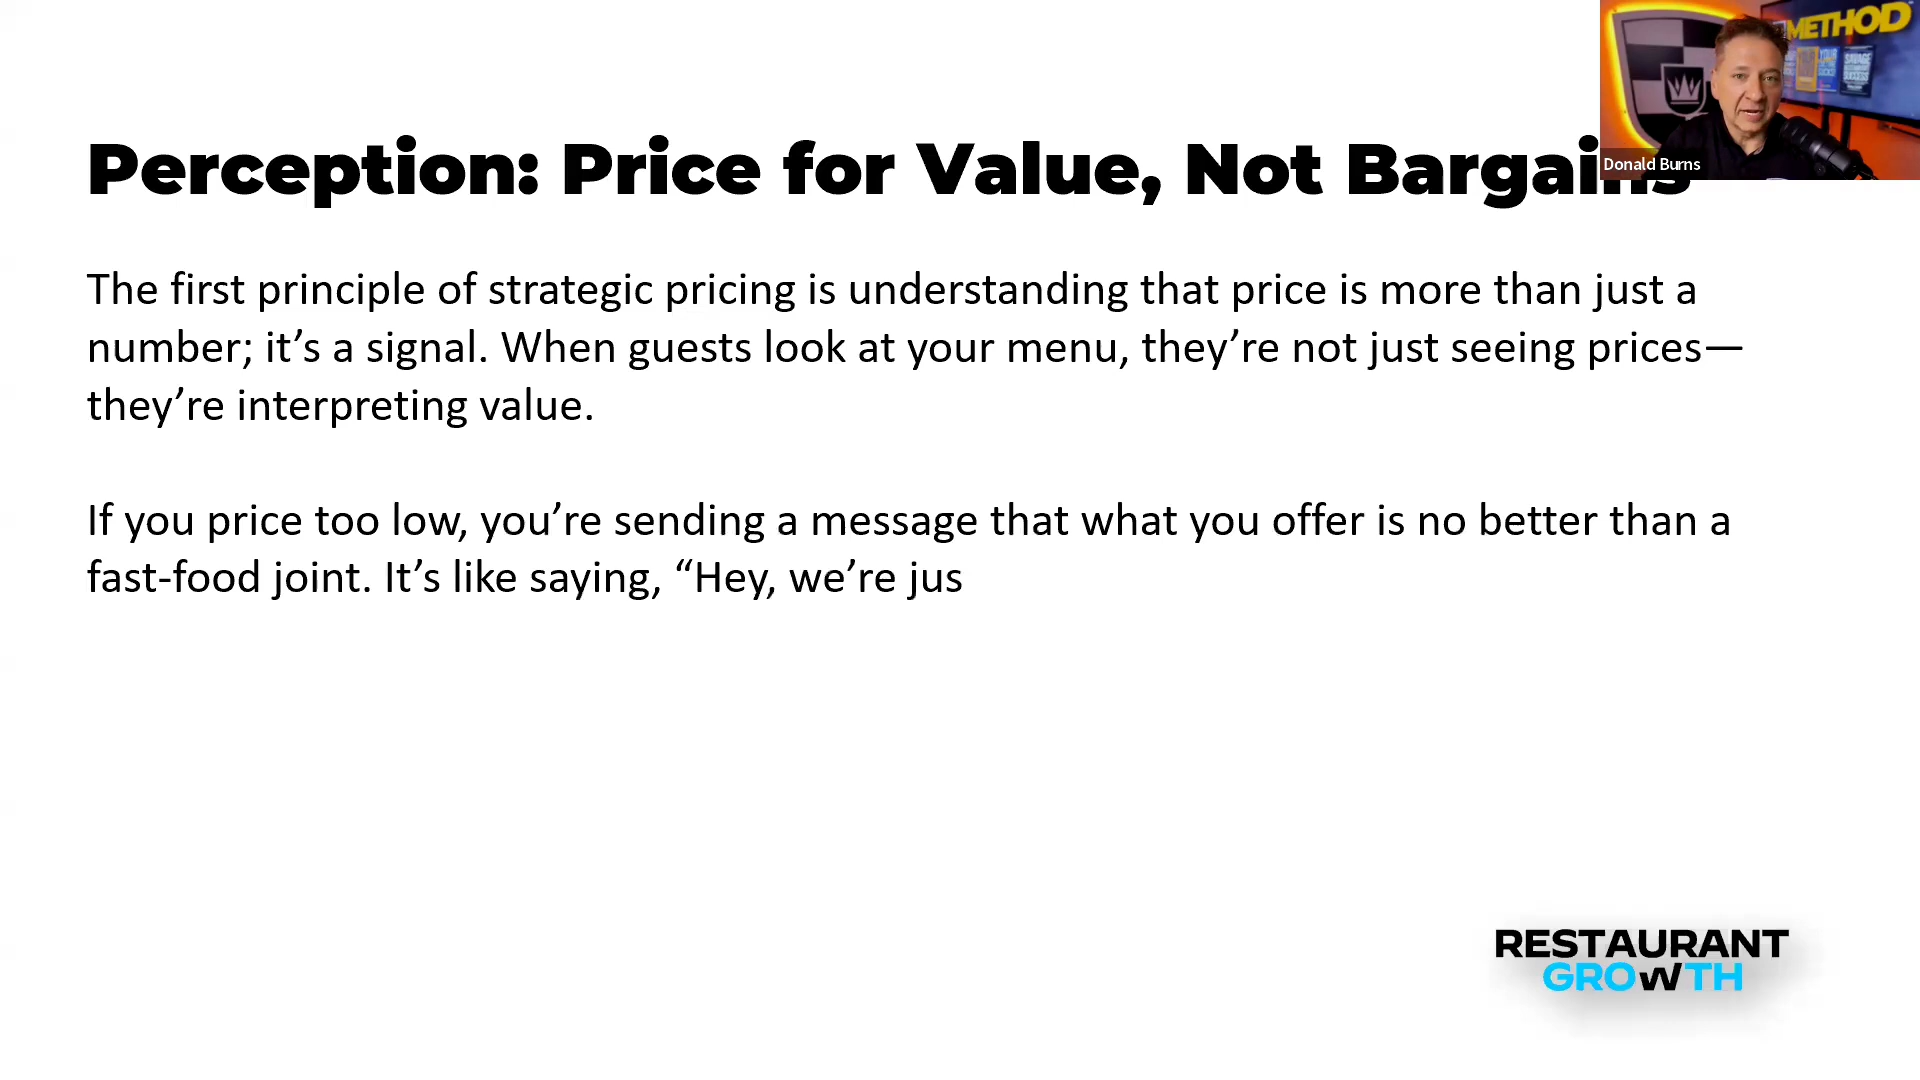 METHOD
Donald Burns
Perception: Price for Value, Not Bargains
The first principle of strategic pricing is understanding that price is more than just a
number; it’s a signal. When guests look at your menu, they’re not just seeing prices—
they’re interpreting value.
If you price too low, you’re sending a message that what you offer is no better than a
fast-food joint. It’s like saying, “Hey, we’re jus
RESTAURANT
GROWTH